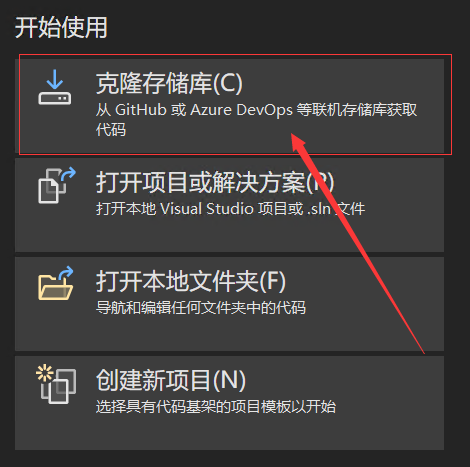 开始使用
克隆存储库(C)
从 GitHub 或 Azure DevOps 等联机存储库获取
代码
打开项目或解决方案(P)
打开本地 Visual Studio 项目或 .sln 文件
打开本地文件夹(F)
导航和编辑任何文件夹中的代码
创建新项目(N)
选择具有代码基架的项目模板以开始